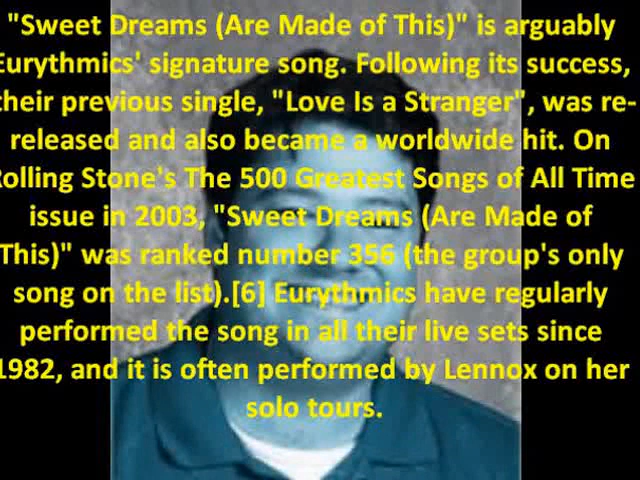 "Sweet Dreams (Are Made of This)" is arguably
Eurythmics' signature song. Following its success,
their previous single, "Love Is a Stranger", was re-
released and also became a worldwide hit. On
Rolling Stone's The 500 Greatest Songs of All Time
issue in 2003, "Sweet Dreams (Are Made of
This)" was ranked number 356 (the group's only
song on the list).[6] Eurythmics have regularly
performed the song in all their live sets since
1982, and it is often performed by Lennox on her
solo tours.